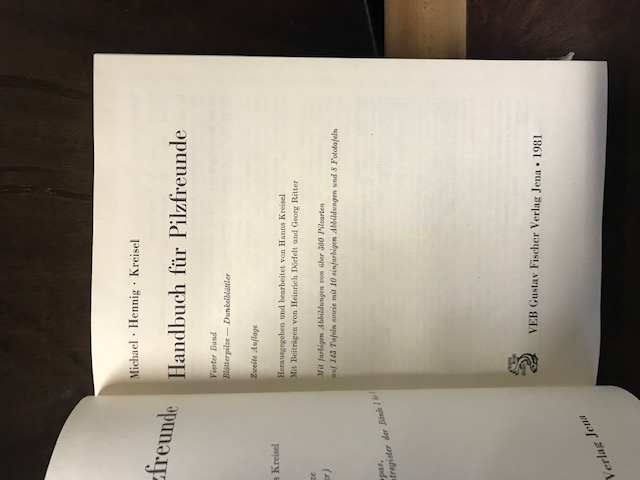 Michael · Hennig · Kreisel
Handbuch für Pilzfreunde
Vierter Band
Blätterpilze — Dunkelblättler
Zweite Auflage
Herausgegeben und bearbeitet von Hanns Kreisel
Mit Beiträgen von Heinrich Dörfelt und Georg Ritter
Mit farbigen Abbildungen von über 300 Pilzarten
auf 143 Tafeln sowie mit 10 einfarbigen Abbildungen und 8 Fototafeln
VEB Gustav Fischer Verlag Jena • 1981
zfreunde
s Kreisel
Verlag Jena